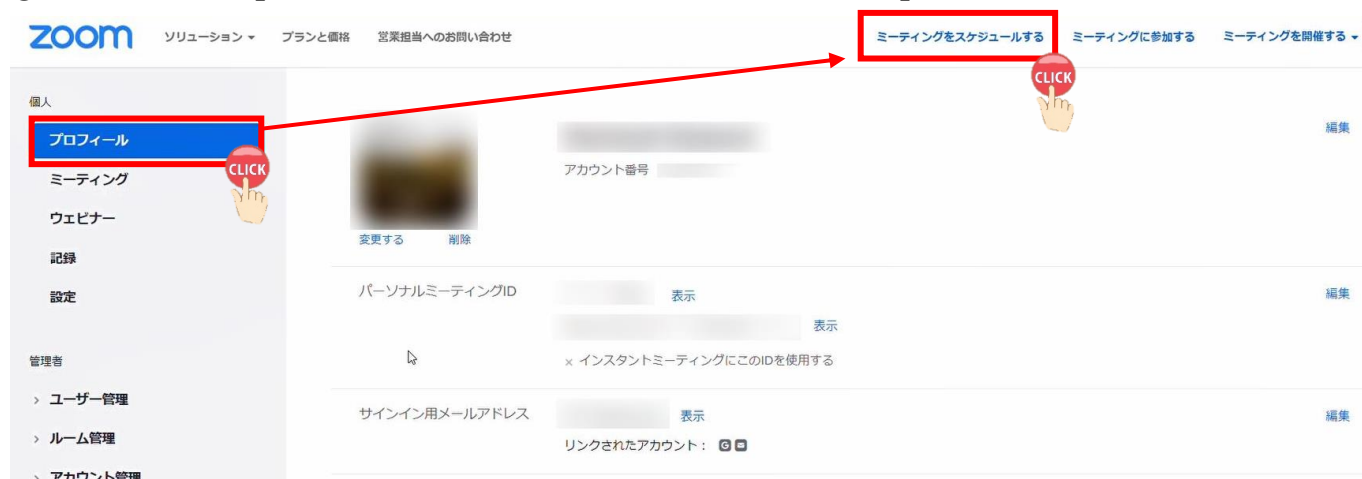 zoom ソリューション プランと価格 営業担当へのお問い合わせ ミーティングをスケジュールする ミーティングに参加する ミーティングを開催する
個人
プロフィール
ミーティング
ウェビナー
記録
設定
管理者
ユーザー管理
ルーム管理
アカウント管理
CLICK
CLICK
編集
アカウント番号
変更する 削除
パーソナルミーティングID 表示 編集
表示
× インスタントミーティングにこのIDを使用する
サインイン用メールアドレス 表示 編集
リンクされたアカウント： G